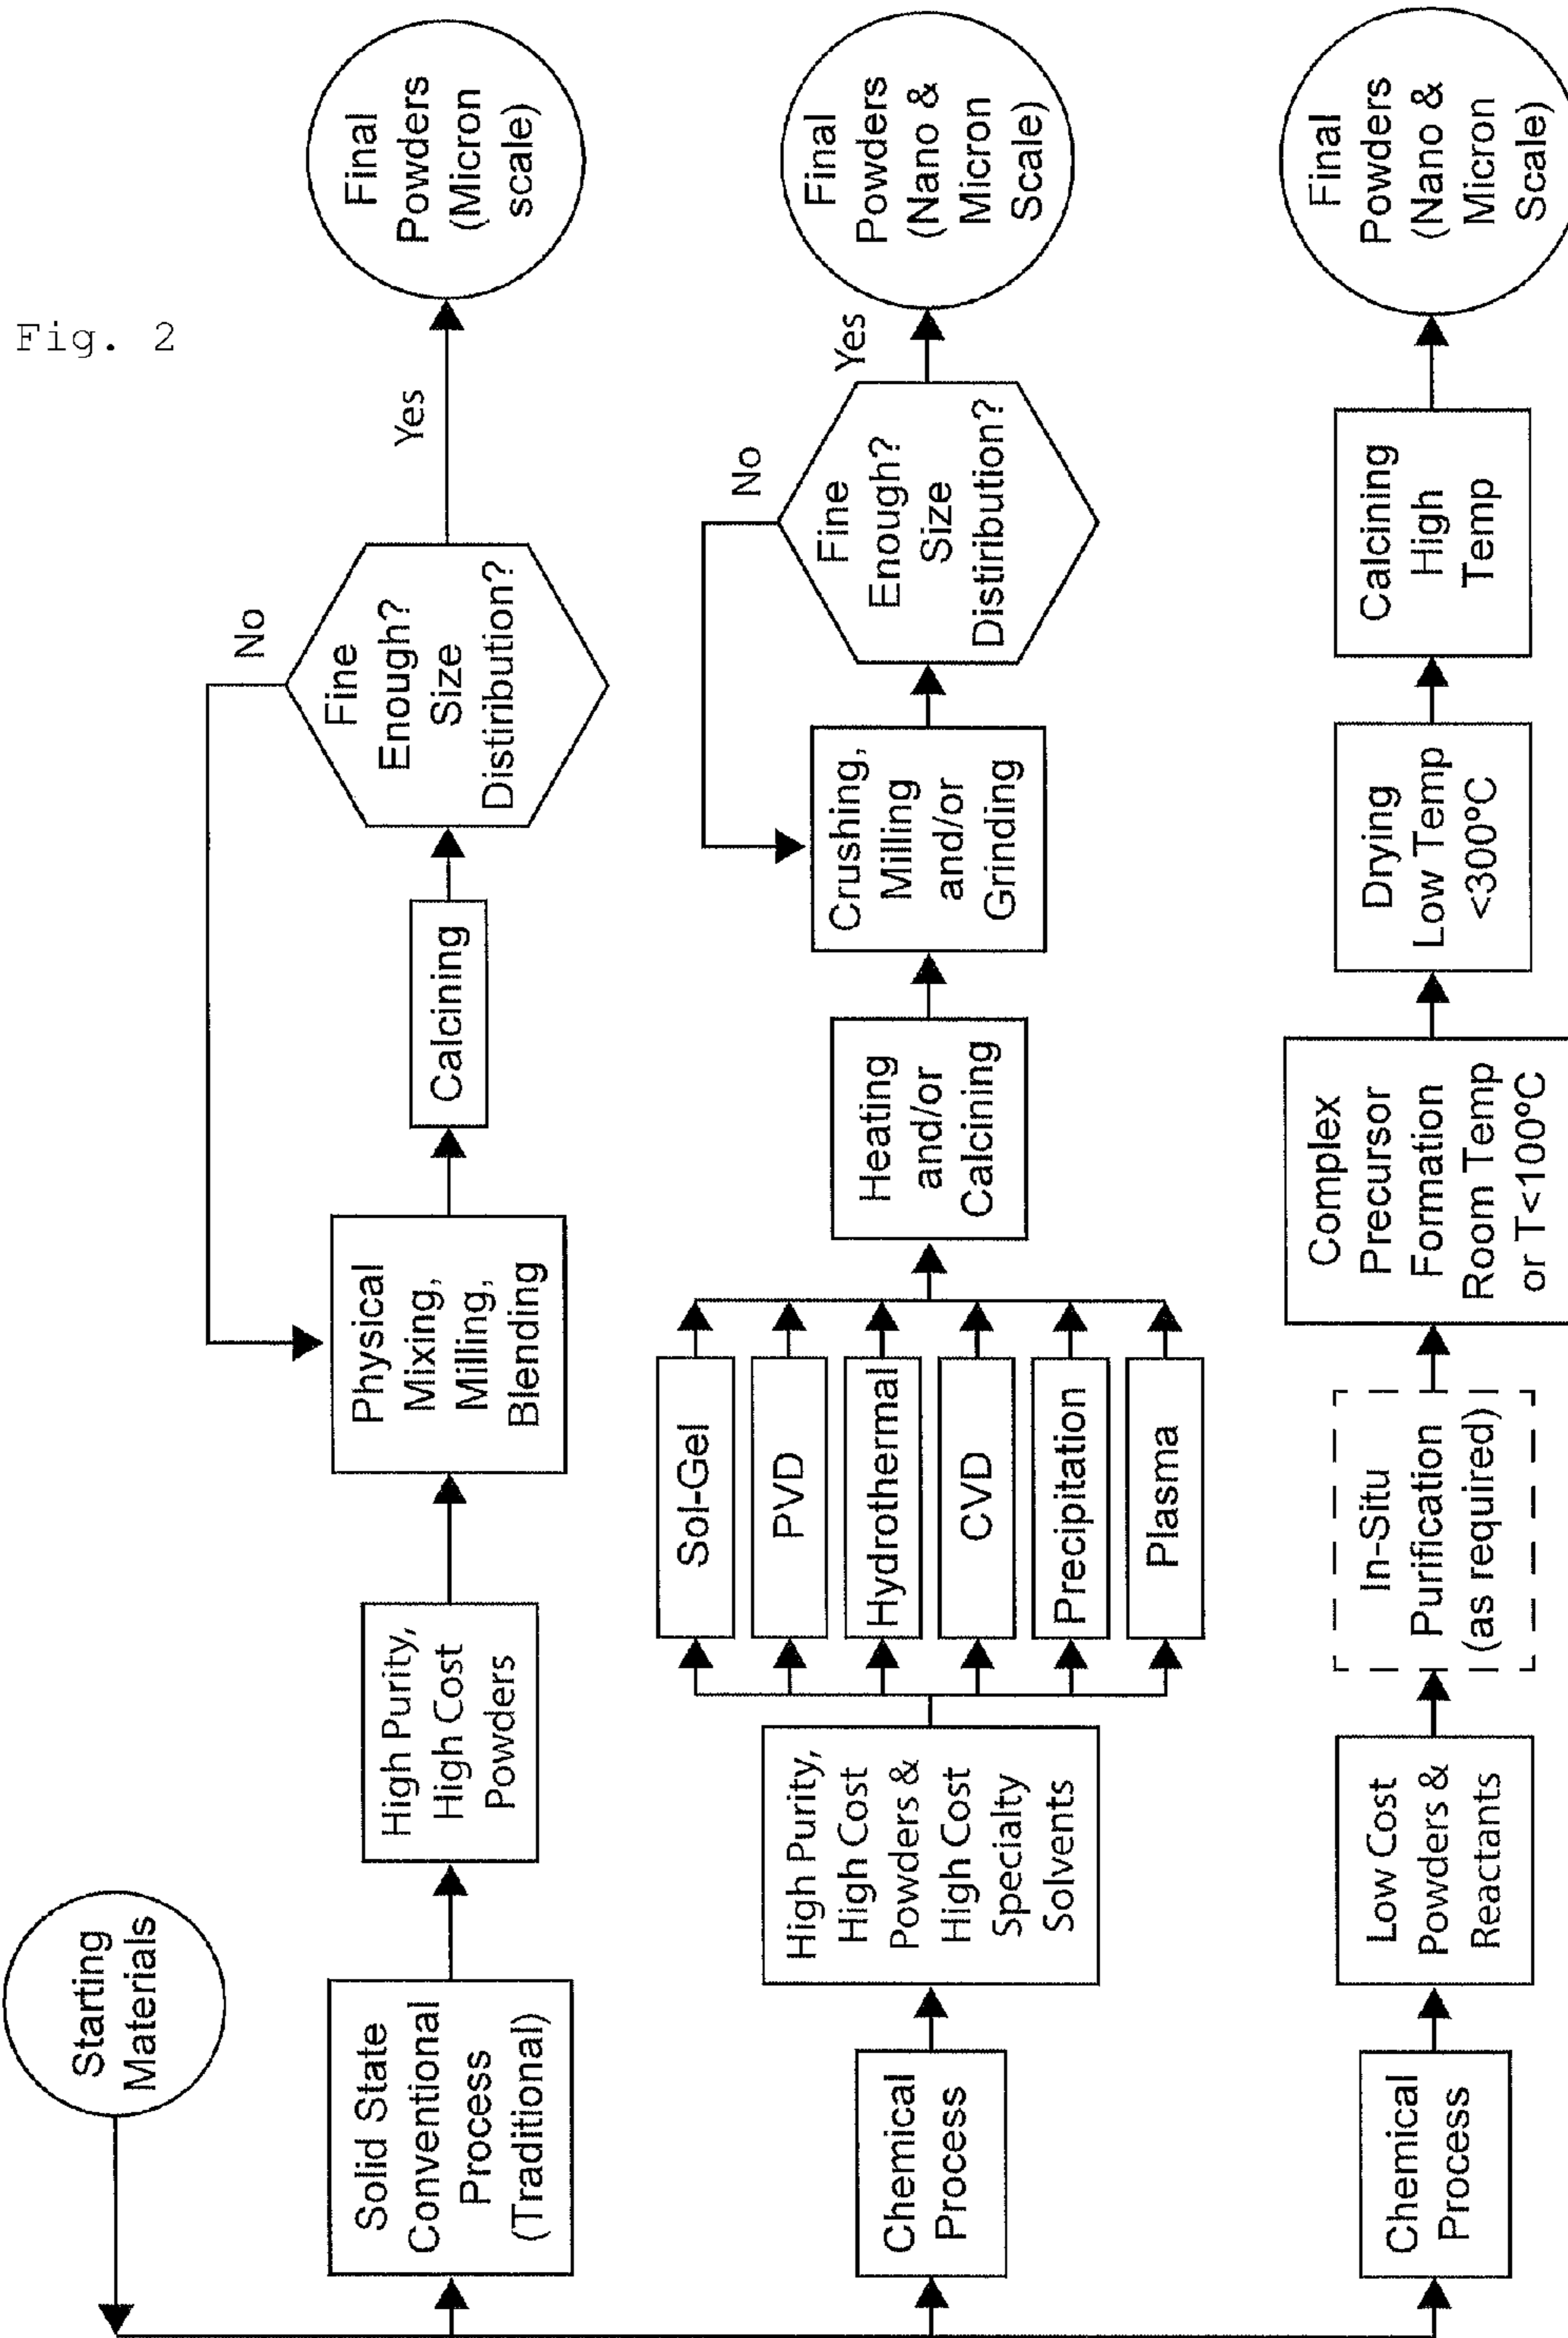 Fig. 2
Starting
Materials
Solid State
Conventional
Process
(Traditional)
High Purity,
High Cost
Powders
Physical
Mixing,
Milling,
Blending
Calcining
Fine
Enough?
Size
Distiribution?
No
Yes
Final
Powders
(Micron
scale)
Chemical
Process
High Purity,
High Cost
Powders &
High Cost
Specialty
Solvents
Sol-Gel
PVD
Hydrothermal
CVD
Precipitation
Plasma
Heating
and/or
Calcining
Crushing,
Milling
and/or
Grinding
Fine
Enough?
Size
Distiribution?
No
Yes
Final
Powders
(Nano &
Micron
Scale)
Chemical
Process
Low Cost
Powders &
Reactants
In-Situ
Purification
(as required)
Complex
Precursor
Formation
Room Temp
or T<100ºC
Drying
Low Temp
<300ºC
Calcining
High
Temp
Final
Powders
(Nano &
Micron
Scale)